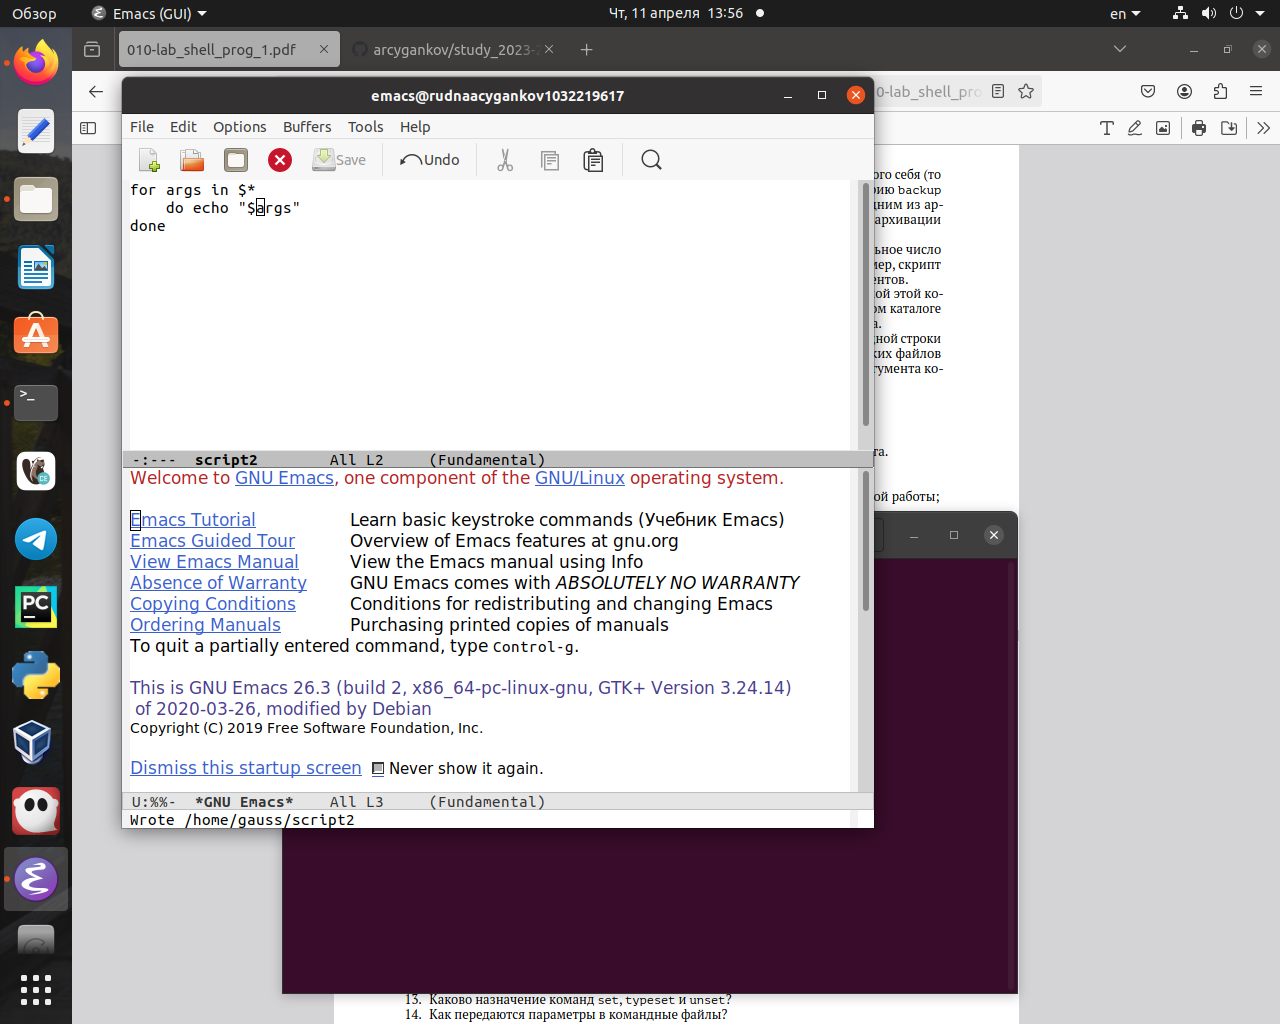 Обзор
Emacs (GUI)
Чт, 11 апреля 13:56
en
010-lab_shell_prog_1.pdf
arcygankov/study_2023-2
0-lab_shell_pro
emacs@rudnaacygankov1032219617
File Edit Options Buffers Tools Help
Save
Undo
for args in $*
    do echo "$args"
done
-:---  script2        All L2     (Fundamental)
Welcome to GNU Emacs, one component of the GNU/Linux operating system.
Emacs Tutorial Learn basic keystroke commands (Учебник Emacs)
Emacs Guided Tour Overview of Emacs features at gnu.org
View Emacs Manual View the Emacs manual using Info
Absence of Warranty GNU Emacs comes with ABSOLUTELY NO WARRANTY
Copying Conditions Conditions for redistributing and changing Emacs
Ordering Manuals Purchasing printed copies of manuals
To quit a partially entered command, type Control-g.
This is GNU Emacs 26.3 (build 2, x86_64-pc-linux-gnu, GTK+ Version 3.24.14)
of 2020-03-26, modified by Debian
Copyright (C) 2019 Free Software Foundation, Inc.
Dismiss this startup screen Never show it again.
U:%%-  *GNU Emacs*    All L3     (Fundamental)
Wrote /home/gauss/script2
ого себя (то
рию backup
дним из ар-
архивации
льное число
мер, скрипт
ентов.
ной этой ко-
ом каталоге
а.
ной строки
ких файлов
гумента ко-
та.
ой работы;
13. Каково назначение команд set, typeset и unset?
14. Как передаются параметры в командные файлы?